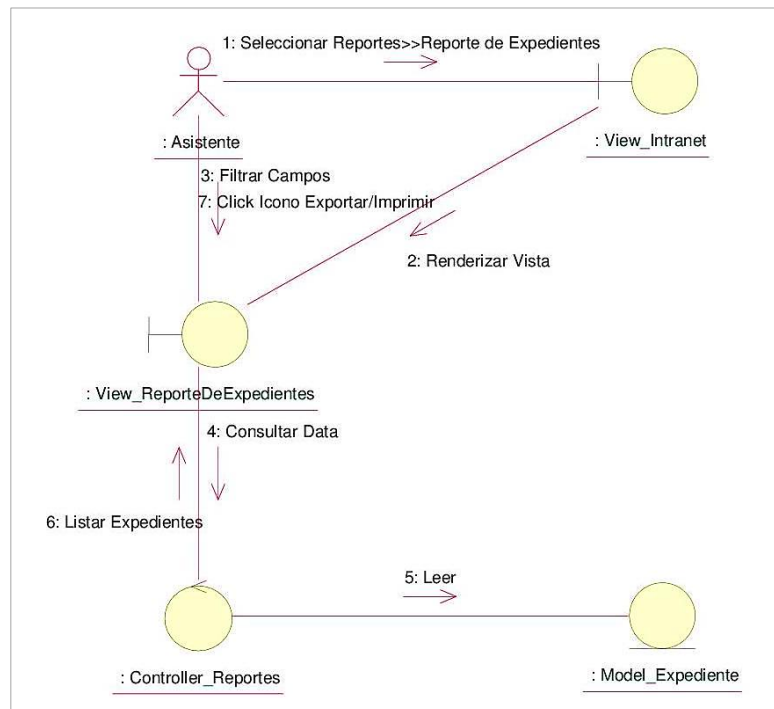 1: Seleccionar Reportes>>Reporte de Expedientes
: Asistente
: View_Intranet
3: Filtrar Campos
7: Click Icono Exportar/Imprimir
2: Renderizar Vista
: View_ReporteDeExpedientes
4: Consultar Data
6: Listar Expedientes
5: Leer
: Controller_Reportes
: Model_Expediente